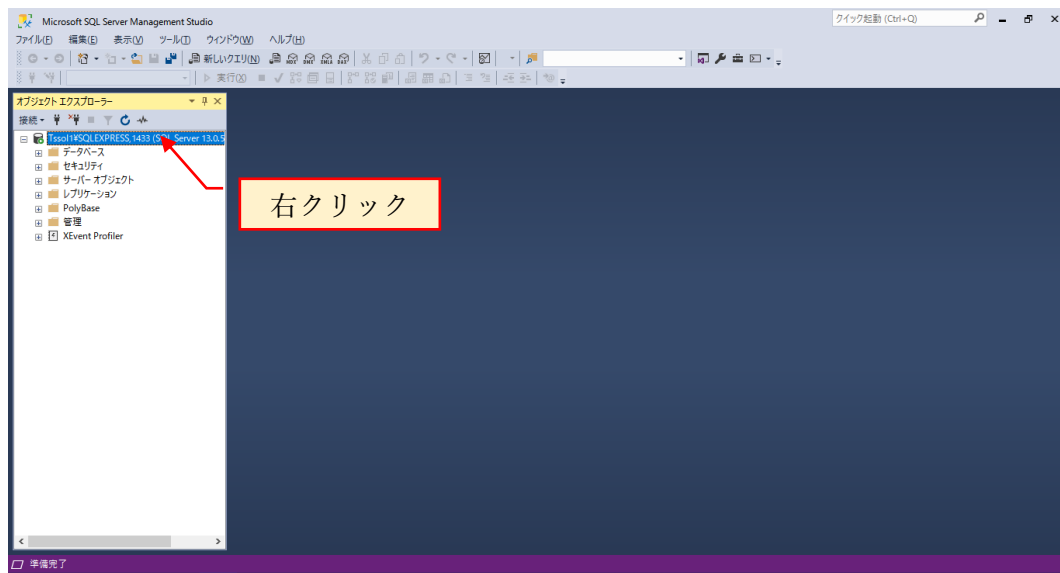 Microsoft SQL Server Management Studio
クイック起動 (Ctrl+Q)
ファイル(F) 編集(E) 表示(V) ツール(T) ウィンドウ(W) ヘルプ(H)
新しいクエリ(N)
実行(X)
オブジェクト エクスプローラー
接続
Tssol1¥SQLEXPRESS,1433 (SQL Server 13.0.5
データベース
セキュリティ
サーバー オブジェクト
レプリケーション
PolyBase
管理
XEvent Profiler
右クリック
準備完了